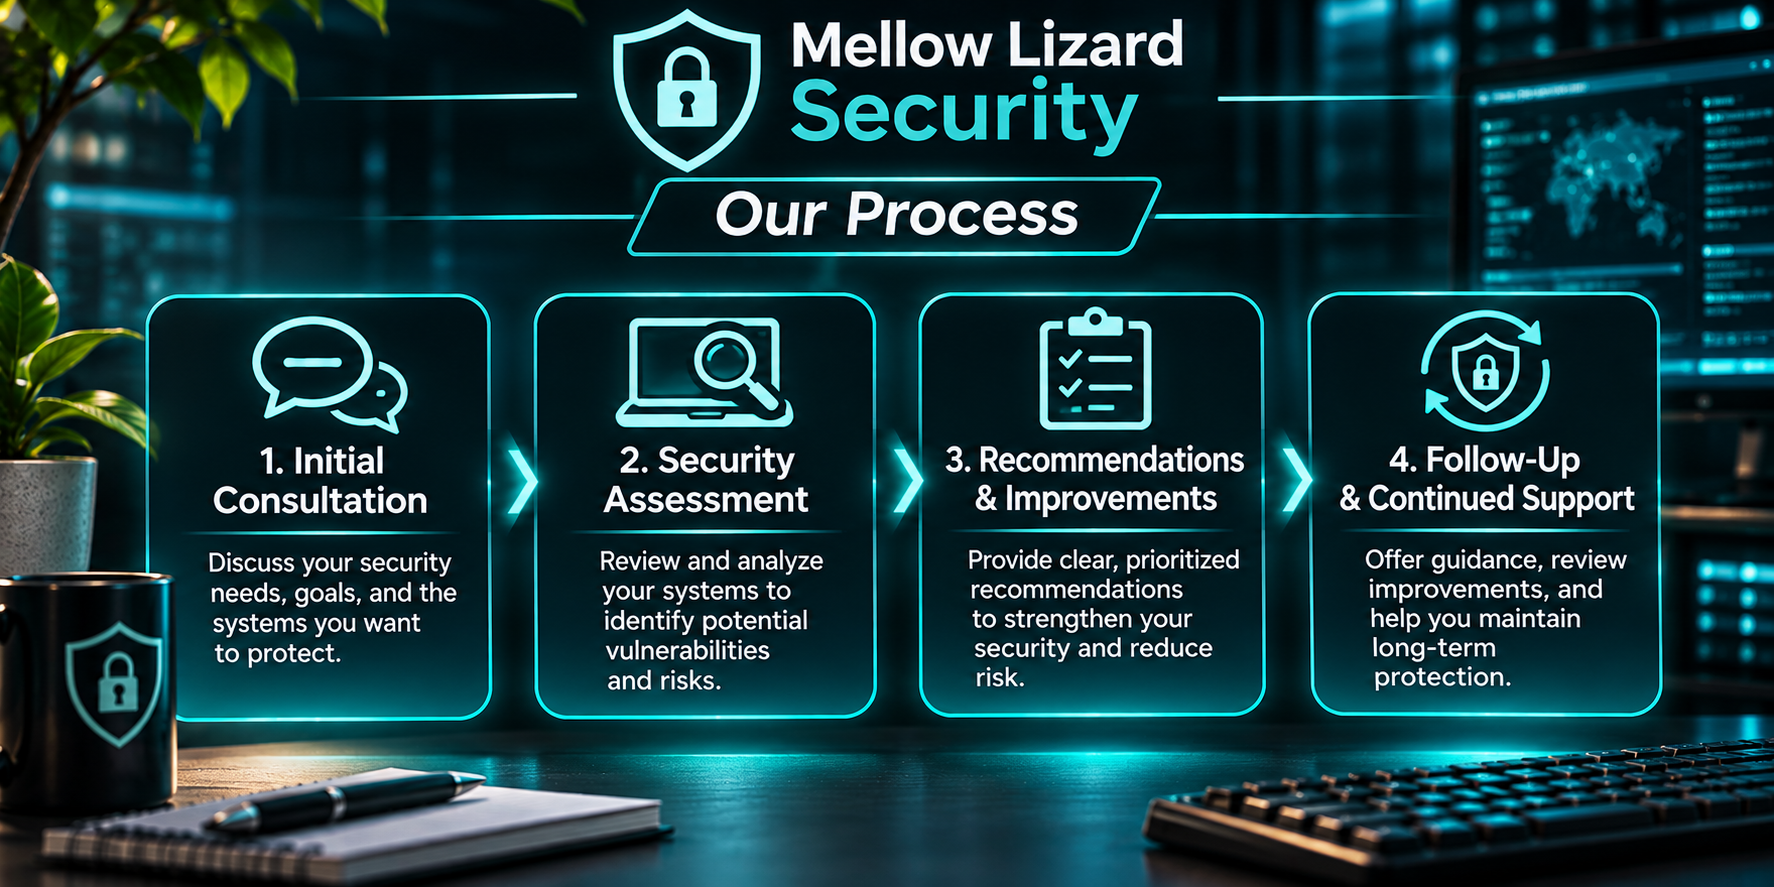 Mellow Lizard
Security
Our Process
1. Initial
Consultation
Discuss your security
needs, goals, and the
systems you want
to protect.
2. Security
Assessment
Review and analyze
your systems to
identify potential
vulnerabilities
and risks.
3. Recommendations
& Improvements
Provide clear, prioritized
recommendations
to strengthen your
security and reduce
risk.
4. Follow-Up
& Continued Support
Offer guidance, review
improvements, and
help you maintain
long-term
protection.